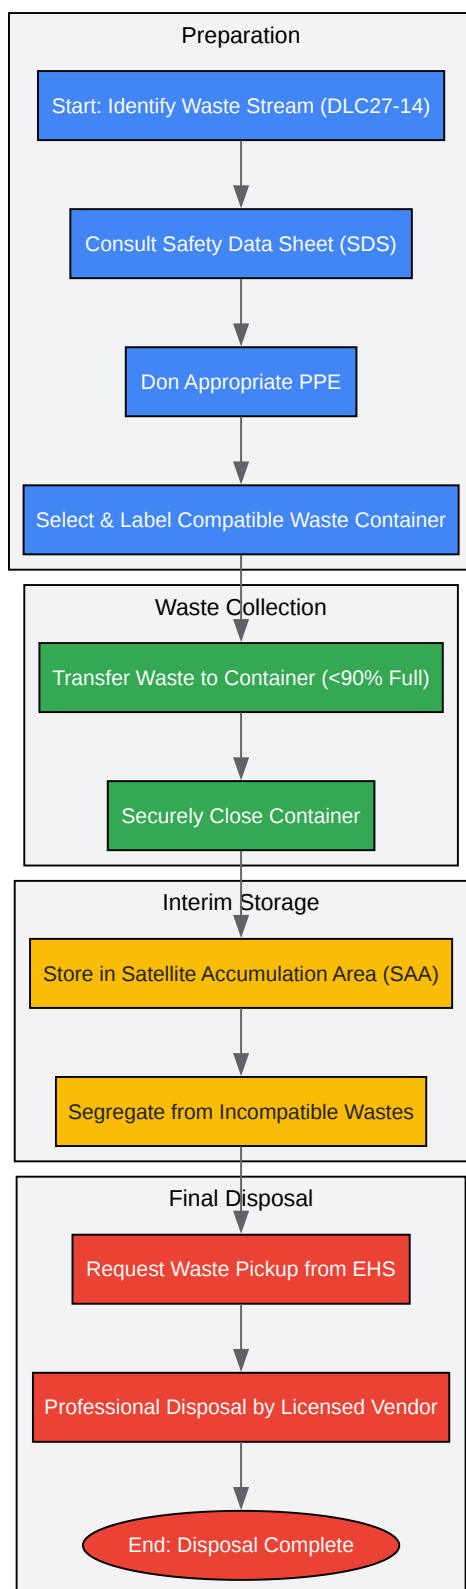 Preparation
Start: Identify Waste Stream (DLC27-14)
Consult Safety Data Sheet (SDS)
Don Appropriate PPE
Select & Label Compatible Waste Container
Waste Collection
Transfer Waste to Container (<90% Full)
Securely Close Container
Interim Storage
Store in Satellite Accumulation Area (SAA)
Segregate from Incompatible Wastes
Final Disposal
Request Waste Pickup from EHS
Professional Disposal by Licensed Vendor
End: Disposal Complete